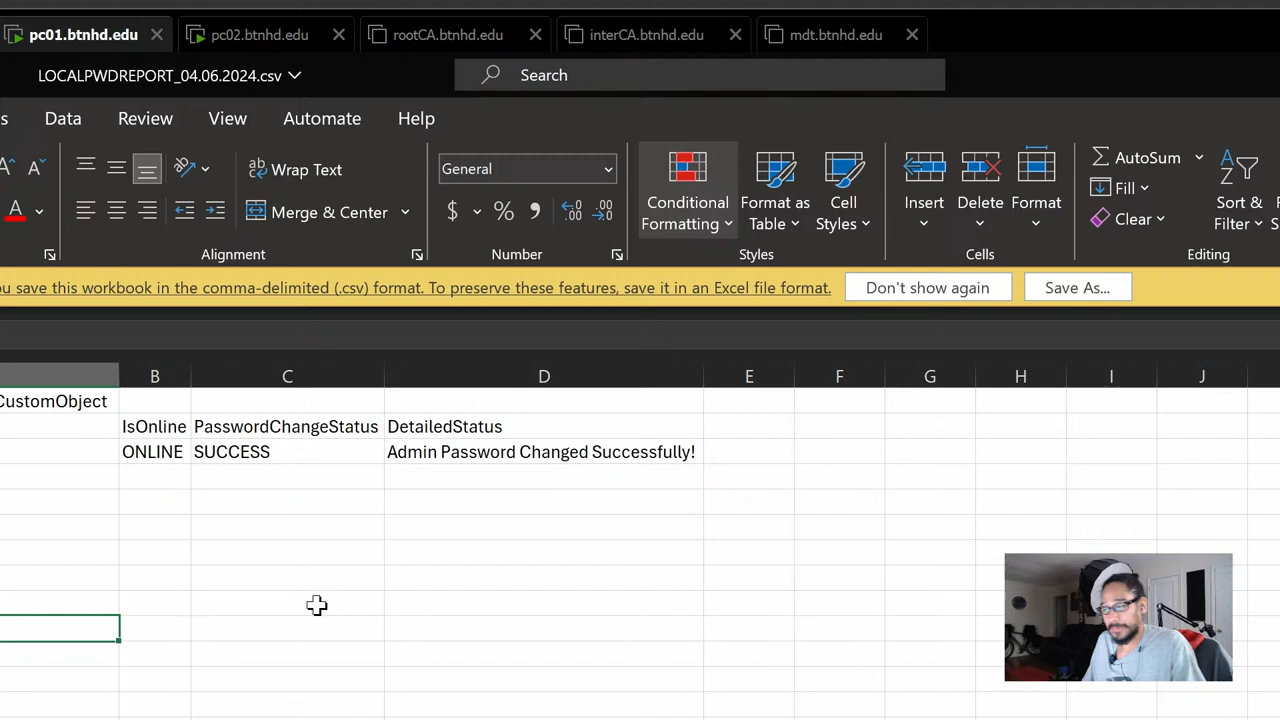 pc01.btnhd.edu
pc02.btnhd.edu
rootCA.btnhd.edu
interCA.btnhd.edu
mdt.btnhd.edu
LOCALPWDREPORT_04.06.2024.csv
Search
s Data Review View Automate Help
A A
ab Wrap Text
General
Conditional Formatting
Format as Table
Cell Styles
Insert
Delete
Format
AutoSum
Fill
Clear
A
Z
Sort &
Filter
A
Merge & Center
$ % , .00 .00
Alignment
Number
Styles
Cells
Editing
u save this workbook in the comma-delimited (.csv) format. To preserve these features, save it in an Excel file format.
Don't show again
Save As...
B C D E F G H I J
CustomObject
IsOnline PasswordChangeStatus DetailedStatus
ONLINE SUCCESS Admin Password Changed Successfully!